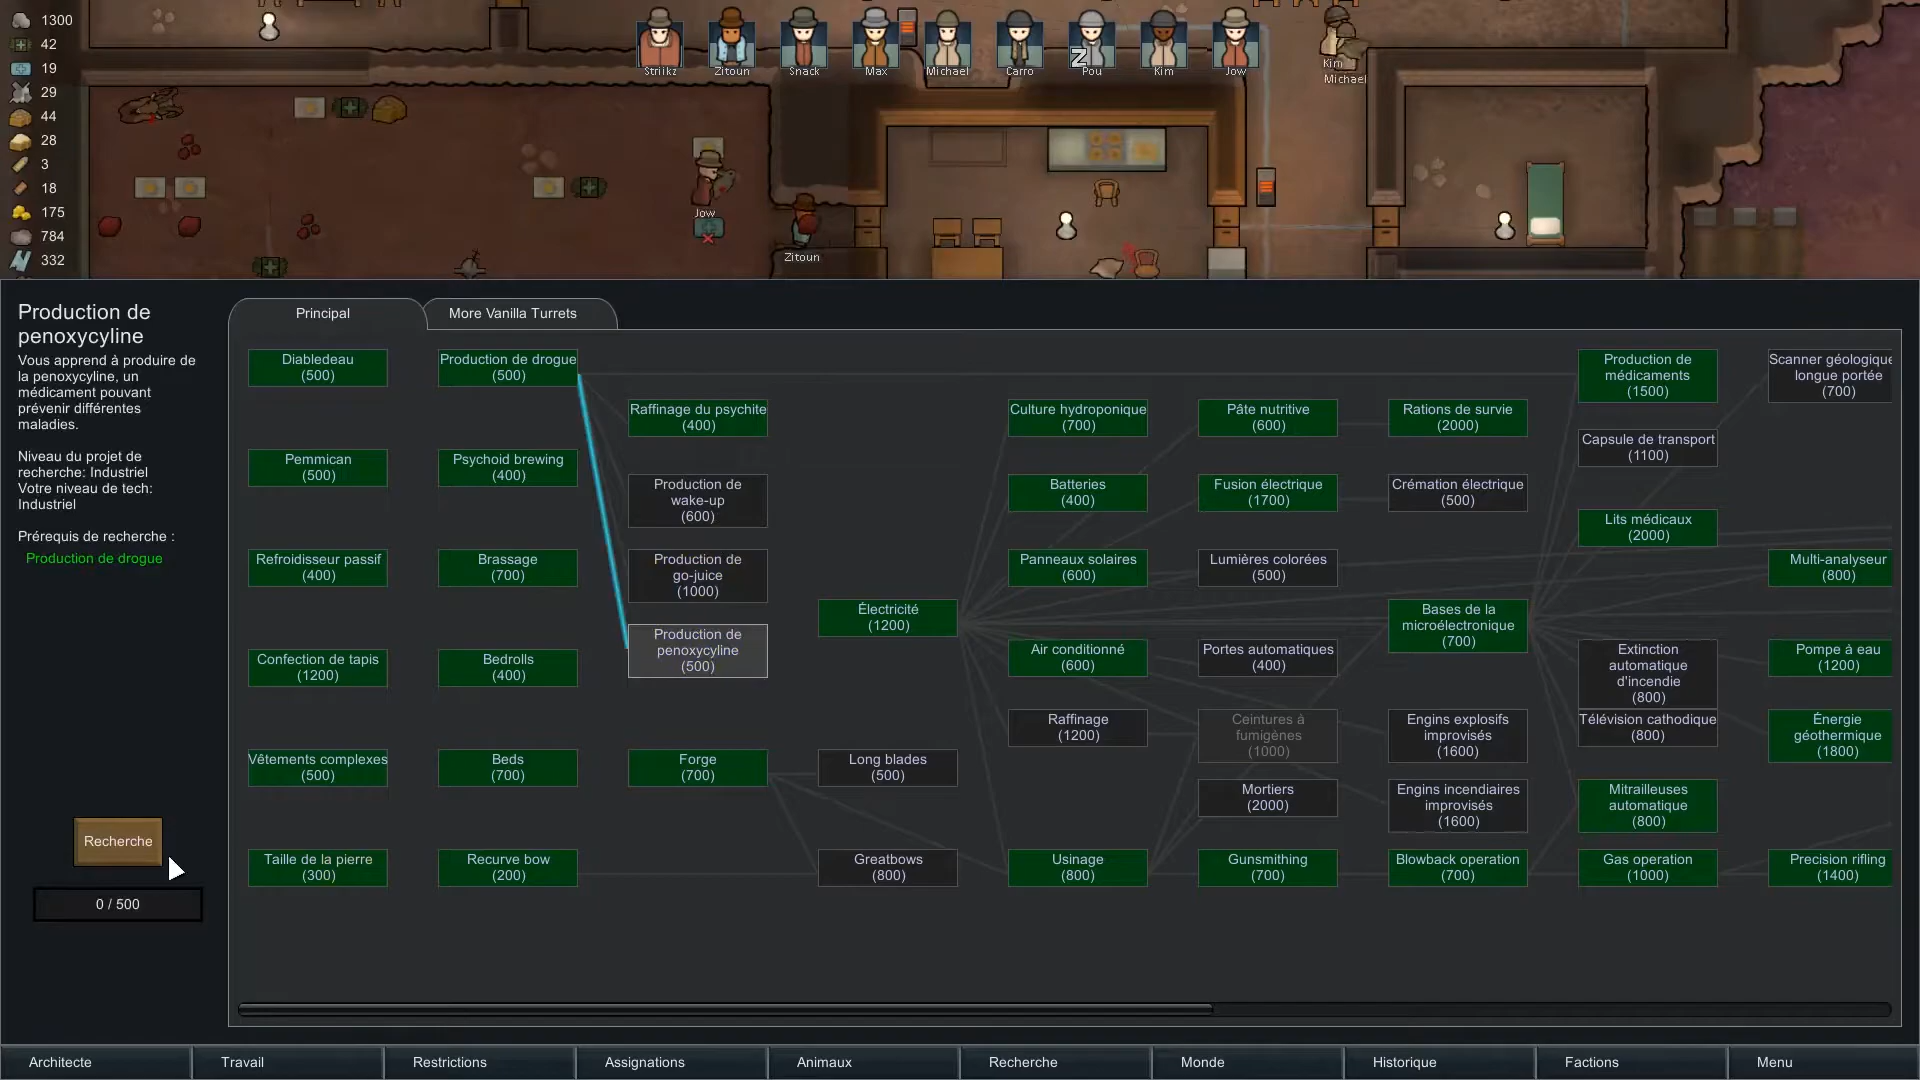 1300
42
19
29
44
28
3
18
175
784
332
Striikz
Zitoun
Snack
Max
Michael
Carro
Z
Pou
Kim
Jow
Kim
Michael
Jow
Zitoun
Production de
penoxycyline
Vous apprend à produire de
la penoxycyline, un
médicament pouvant
prévenir différentes
maladies.
Niveau du projet de
recherche: Industriel
Votre niveau de tech:
Industriel
Prérequis de recherche :
Production de drogue
Recherche
0 / 500
Principal
More Vanilla Turrets
Diabledeau
(500)
Pemmican
(500)
Refroidisseur passif
(400)
Confection de tapis
(1200)
Vêtements complexes
(500)
Taille de la pierre
(300)
Production de drogue
(500)
Psychoid brewing
(400)
Brassage
(700)
Bedrolls
(400)
Beds
(700)
Recurve bow
(200)
Raffinage du psychite
(400)
Production de
wake-up
(600)
Production de
go-juice
(1000)
Production de
penoxycyline
(500)
Forge
(700)
Électricité
(1200)
Long blades
(500)
Greatbows
(800)
Culture hydroponique
(700)
Batteries
(400)
Panneaux solaires
(600)
Air conditionné
(600)
Raffinage
(1200)
Usinage
(800)
Pâte nutritive
(600)
Fusion électrique
(1700)
Lumières colorées
(500)
Portes automatiques
(400)
Ceintures à
fumigènes
(1000)
Mortiers
(2000)
Gunsmithing
(700)
Rations de survie
(2000)
Crémation électrique
(500)
Bases de la
microélectronique
(700)
Engins explosifs
improvisés
(1600)
Engins incendiaires
improvisés
(1600)
Blowback operation
(700)
Production de
médicaments
(1500)
Capsule de transport
(1100)
Lits médicaux
(2000)
Extinction
automatique
d'incendie
(800)
Télévision cathodique
(800)
Mitrailleuses
automatique
(800)
Gas operation
(1000)
Scanner géologique
longue portée
(700)
Multi-analyseur
(800)
Pompe à eau
(1200)
Énergie
géothermique
(1800)
Precision rifling
(1400)
Architecte
Travail
Restrictions
Assignations
Animaux
Recherche
Monde
Historique
Factions
Menu